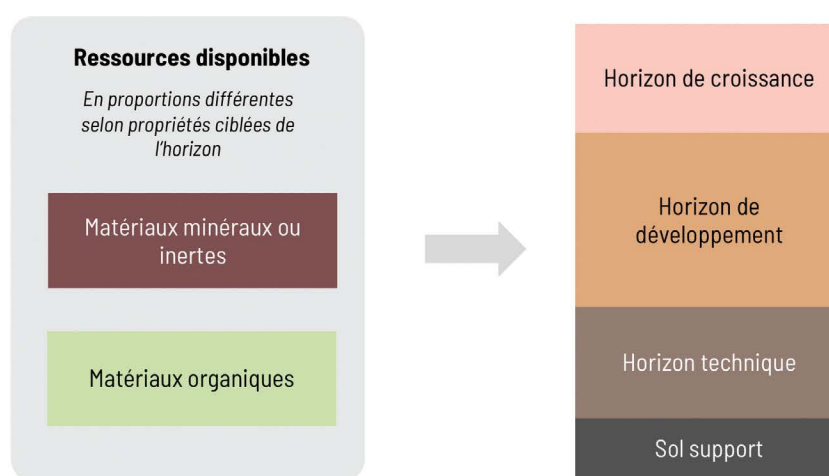 Ressources disponibles
En proportions différentes
selon propriétés ciblées de
l'horizon
Matériaux minéraux ou
inertes
Matériaux organiques
Horizon de croissance
Horizon de
développement
Horizon technique
Sol support